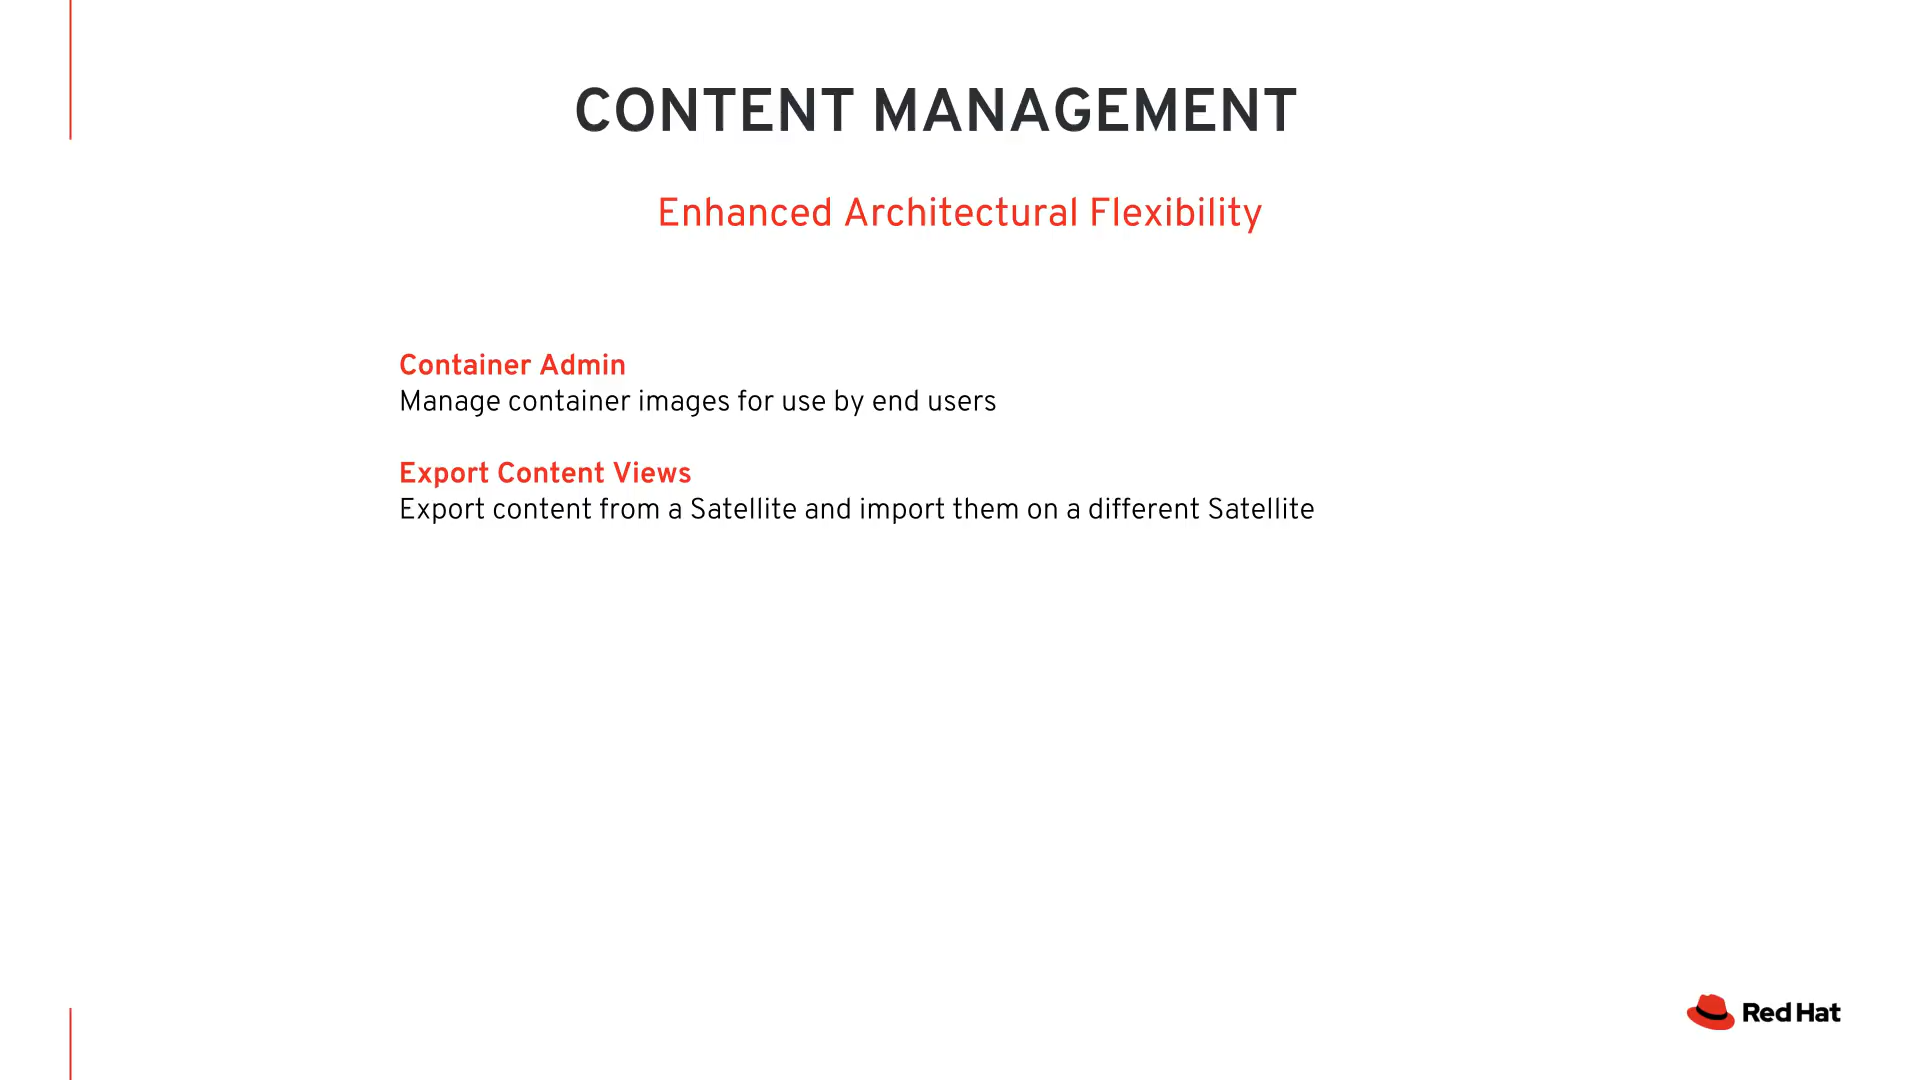 CONTENT MANAGEMENT
Enhanced Architectural Flexibility
Container Admin
Manage container images for use by end users
Export Content Views
Export content from a Satellite and import them on a different Satellite
Red Hat